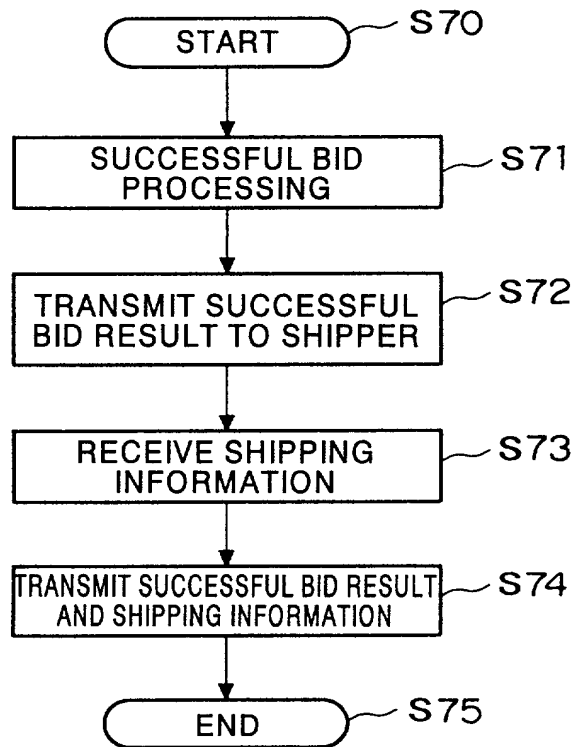 START
S70
SUCCESSFUL BID
PROCESSING
S71
TRANSMIT SUCCESSFUL
BID RESULT TO SHIPPER
S72
RECEIVE SHIPPING
INFORMATION
S73
TRANSMIT SUCCESSFUL BID RESULT
AND SHIPPING INFORMATION
S74
END
S75